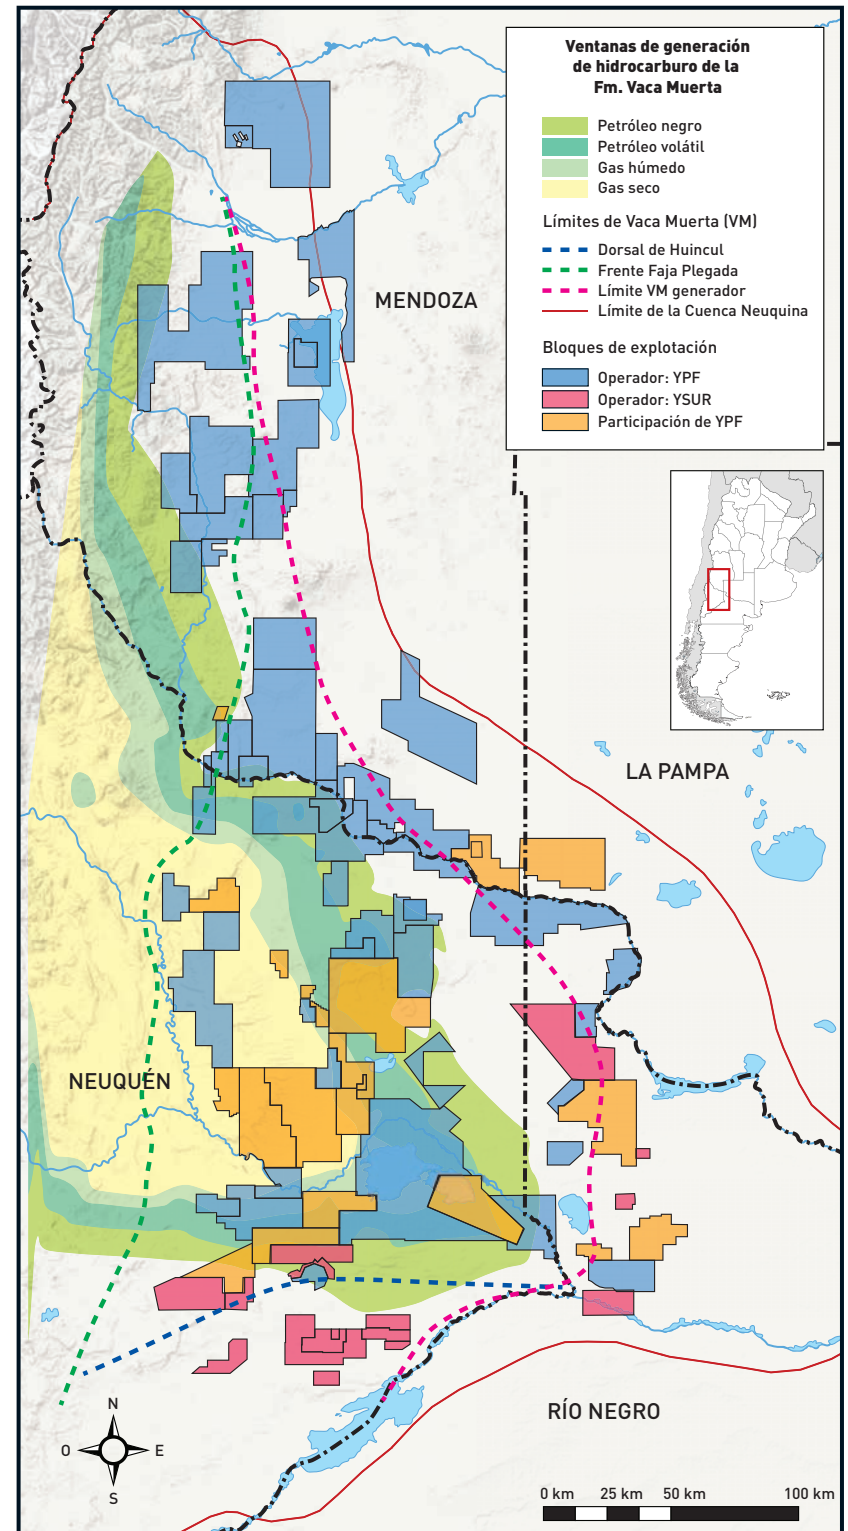 Ventanas de generación
de hidrocarburo de la
Fm. Vaca Muerta
Petróleo negro
Petróleo volátil
Gas húmedo
Gas seco
Límites de Vaca Muerta (VM)
Dorsal de Huincul
Frente Faja Plegada
Límite VM generador
Límite de la Cuenca Neuquina
Bloques de explotación
Operador: YPF
Operador: YSUR
Participación de YPF
MENDOZA
LA PAMPA
NEUQUÉN
RÍO NEGRO
N
O
E
S
0 km 25 km 50 km 100 km